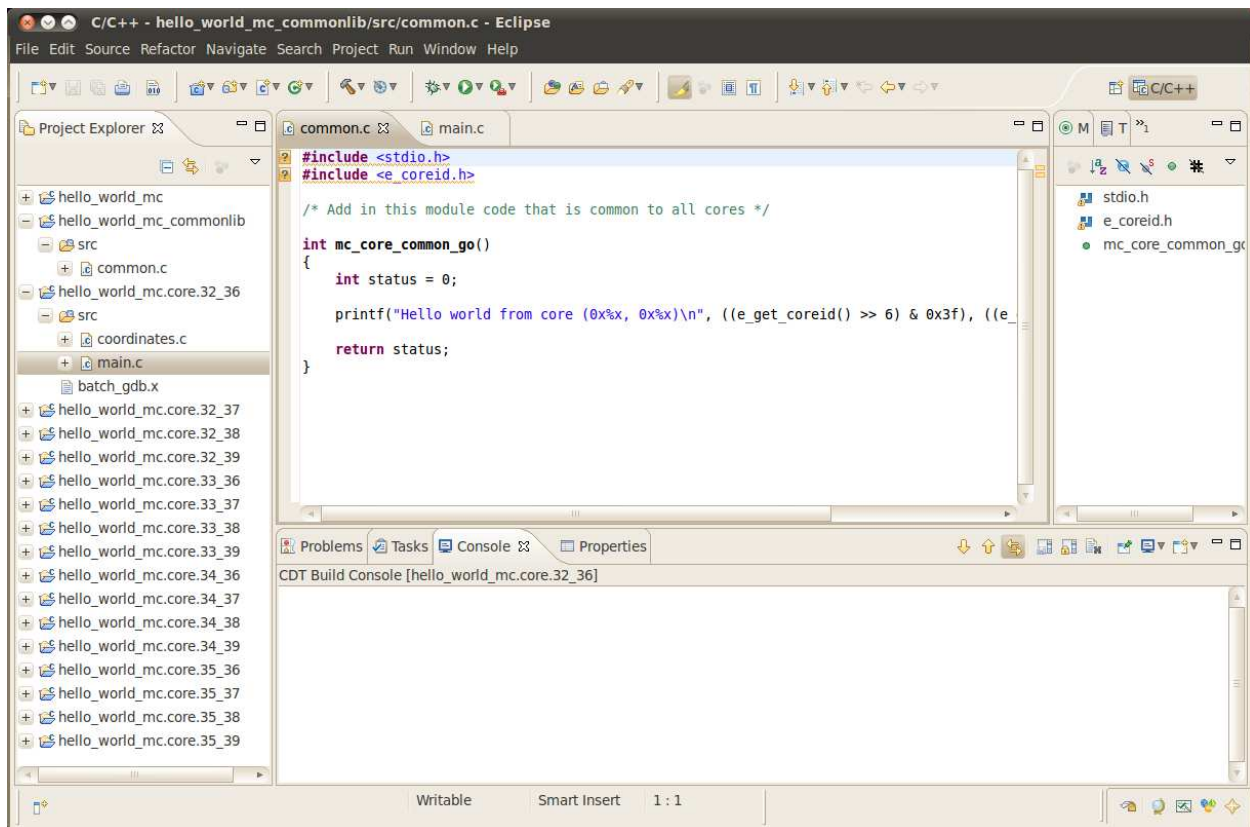 C/C++ - hello_world_mc_commonlib/src/common.c - Eclipse
File Edit Source Refactor Navigate Search Project Run Window Help
C/C++
Project Explorer
hello_world_mc
hello_world_mc_commonlib
src
common.c
hello_world_mc.core.32_36
src
coordinates.c
main.c
batch_gdb.x
hello_world_mc.core.32_37
hello_world_mc.core.32_38
hello_world_mc.core.32_39
hello_world_mc.core.33_36
hello_world_mc.core.33_37
hello_world_mc.core.33_38
hello_world_mc.core.33_39
hello_world_mc.core.34_36
hello_world_mc.core.34_37
hello_world_mc.core.34_38
hello_world_mc.core.34_39
hello_world_mc.core.35_36
hello_world_mc.core.35_37
hello_world_mc.core.35_38
hello_world_mc.core.35_39
common.c main.c
#include <stdio.h>
#include <e_coreid.h>
/* Add in this module code that is common to all cores */
int mc_core_common_go()
{
int status = 0;
printf("Hello world from core (0x%x, 0x%x)\n", ((e_get_coreid() >> 6) & 0x3f), ((e_
return status;
}
M T »1
stdio.h
e_coreid.h
mc_core_common_go
Problems Tasks Console Properties
CDT Build Console [hello_world_mc.core.32_36]
Writable Smart Insert 1 : 1